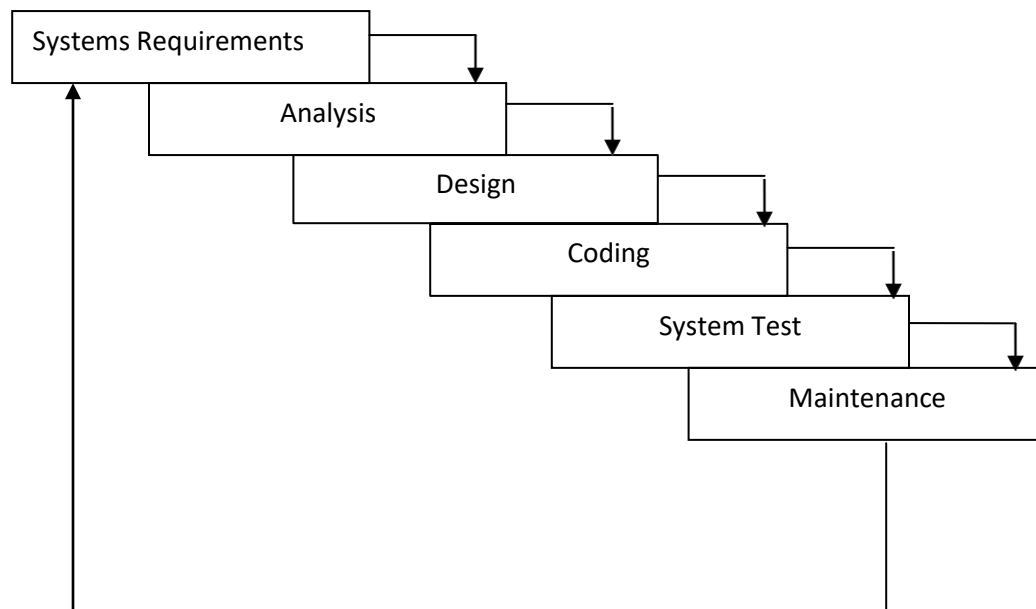 Systems Requirements
Analysis
Design
Coding
System Test
Maintenance